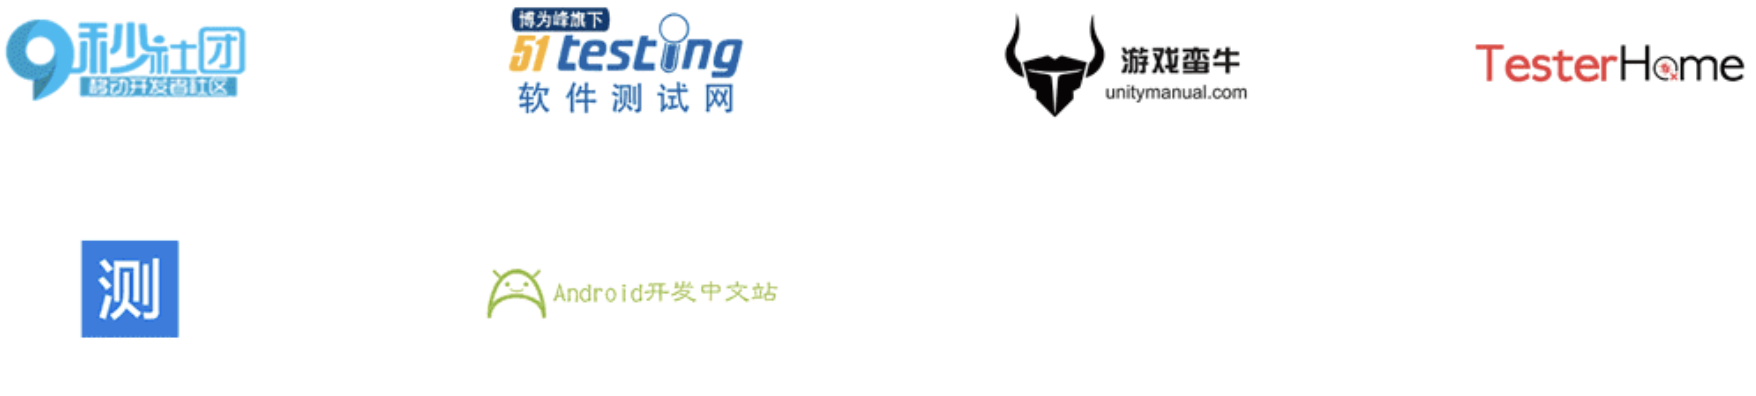 9秒社团
移动开发者社区
博为峰旗下
51testing
软件测试网
游戏蛮牛
unitymanual.com
TesterHome
测
Android开发中文站